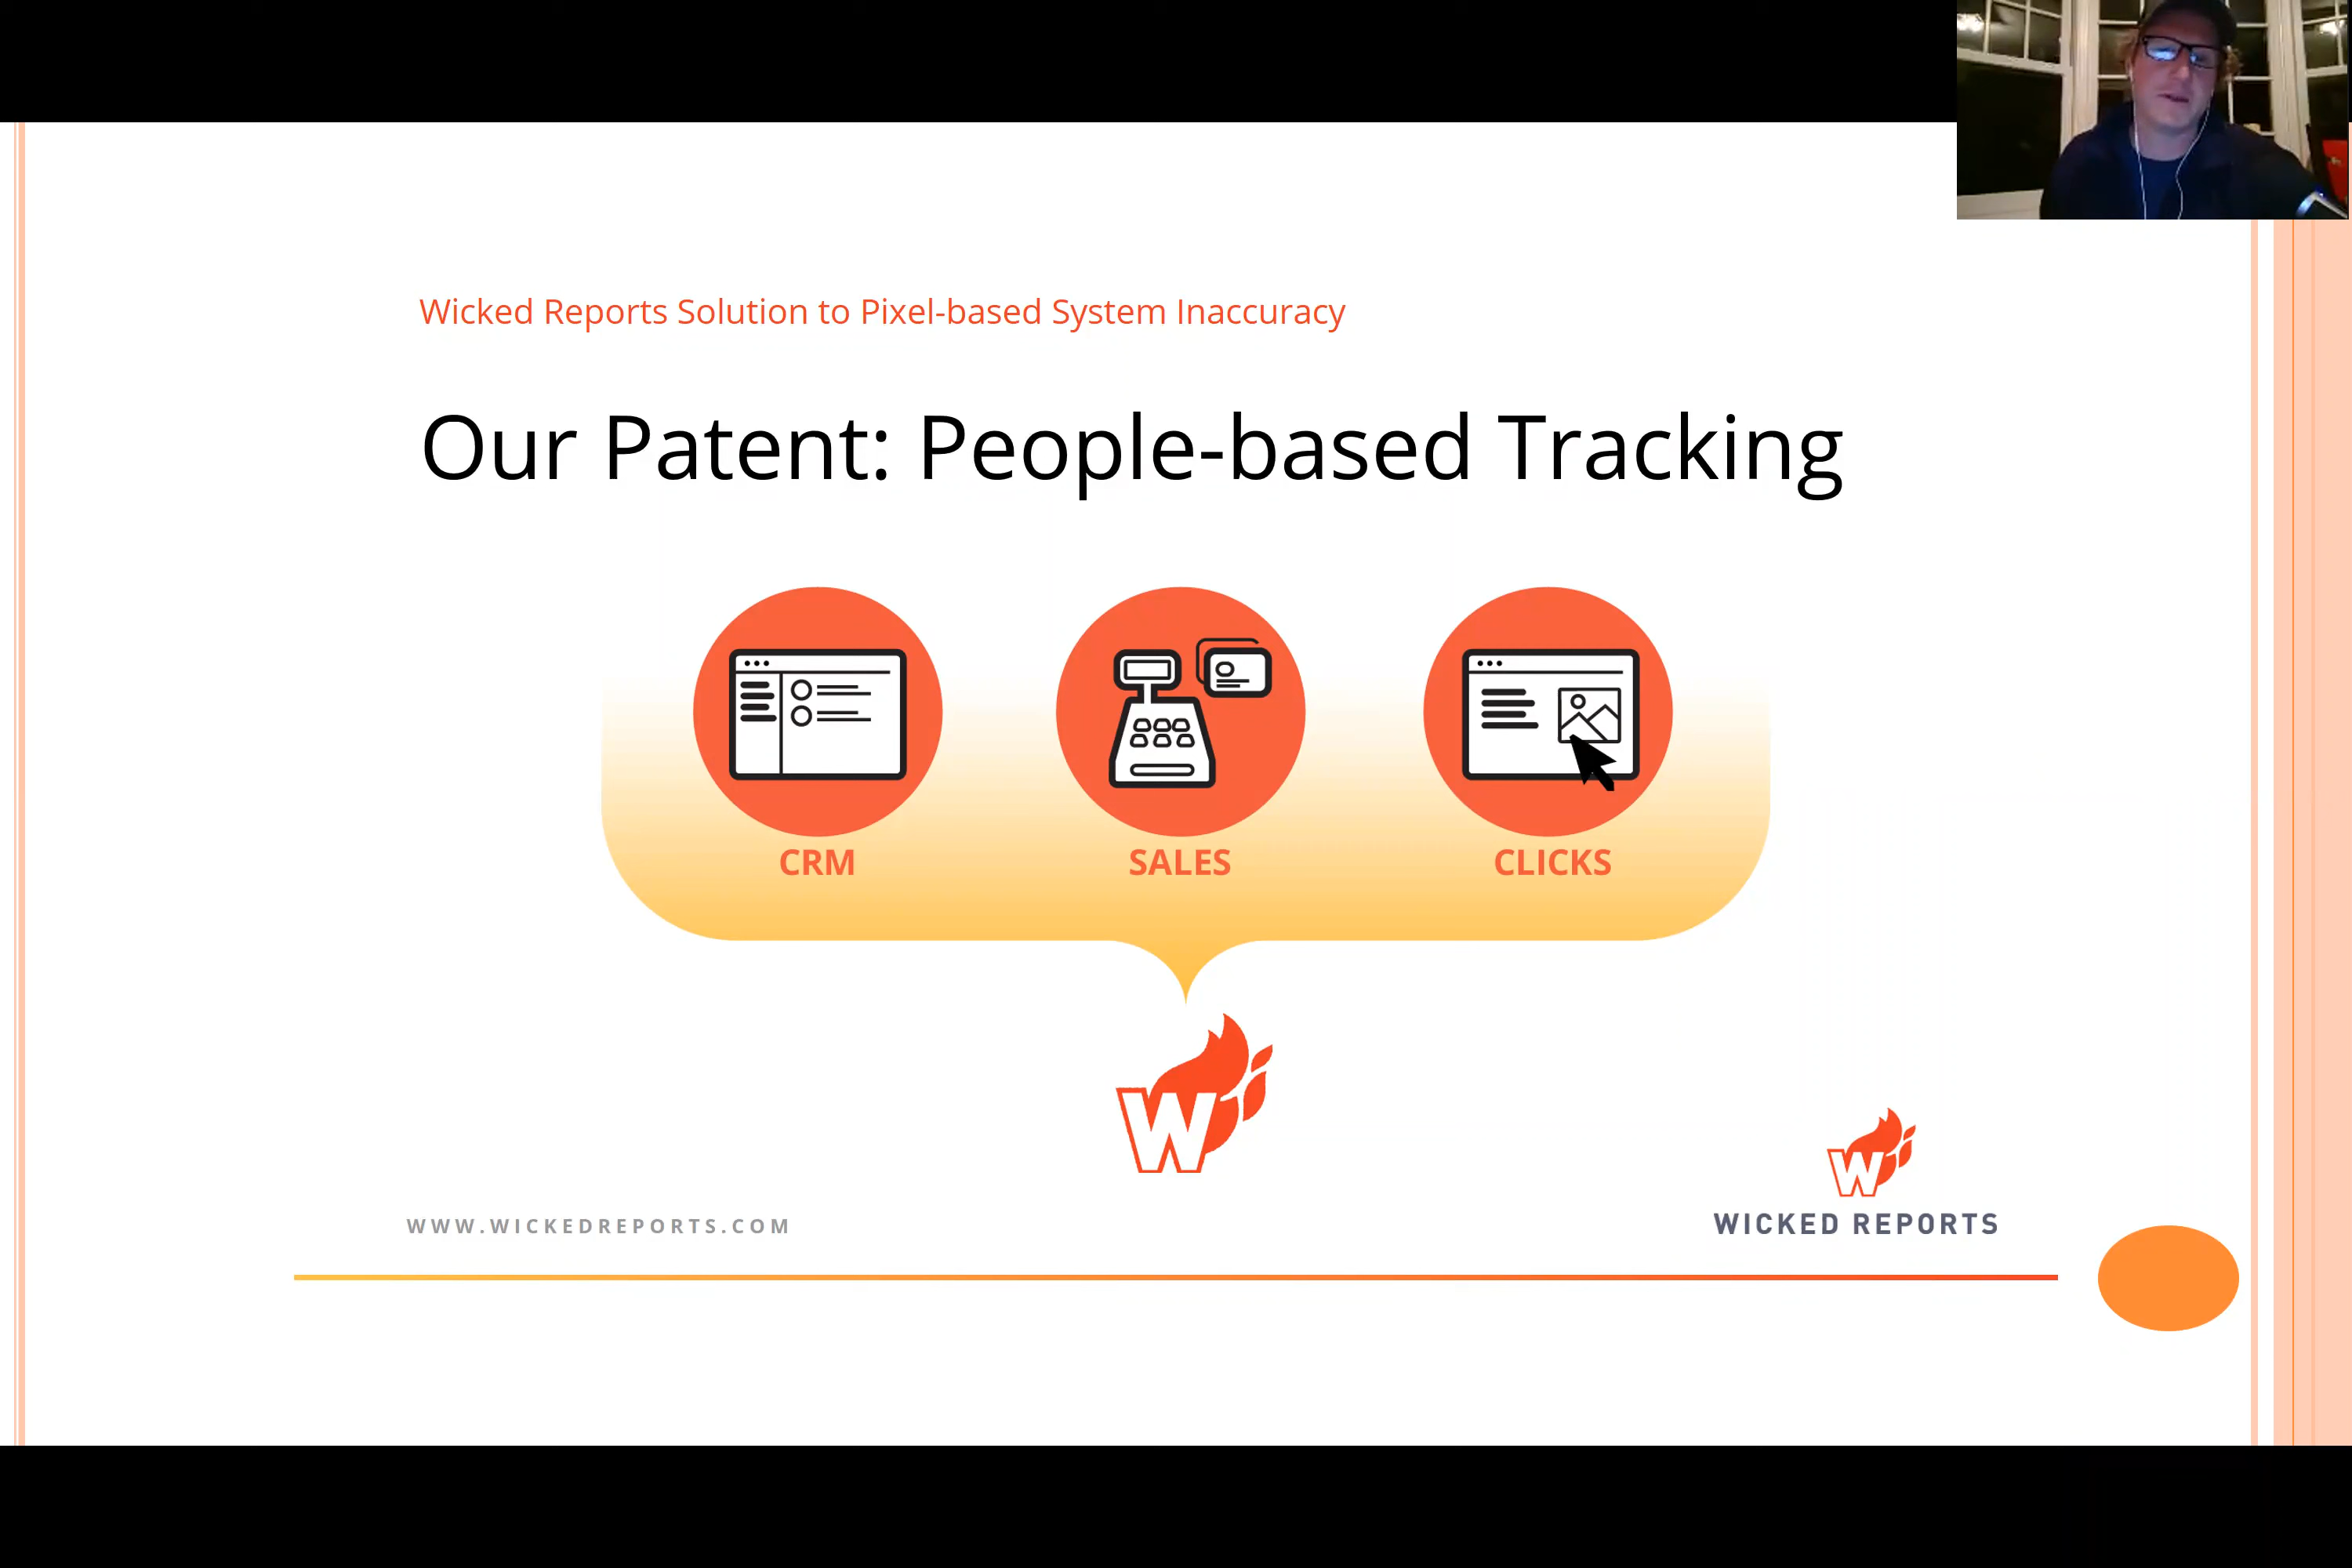 Wicked Reports Solution to Pixel-based System Inaccuracy
Our Patent: People-based Tracking
CRM
SALES
CLICKS
W
W
WWW.WICKEDREPORTS.COM
WICKED REPORTS